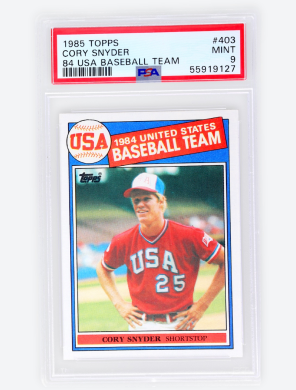 1985 TOPPS #403
CORY SNYDER MINT
84 USA BASEBALL TEAM PSA 9
55919127
USA
1984 UNITED STATES
BASEBALL TEAM
Topps
USA
25
CORY SNYDER SHORTSTOP